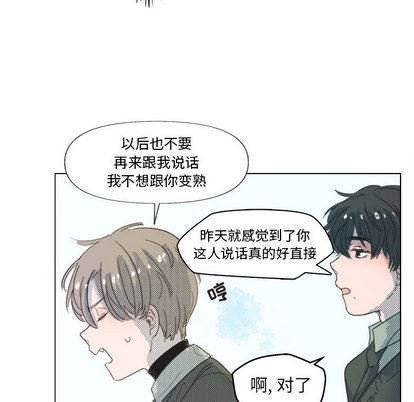 以后也不要
再来跟我说话
我不想跟你变熟
昨天就感觉到了你
这人说话真的好直接
哼
啊, 对了